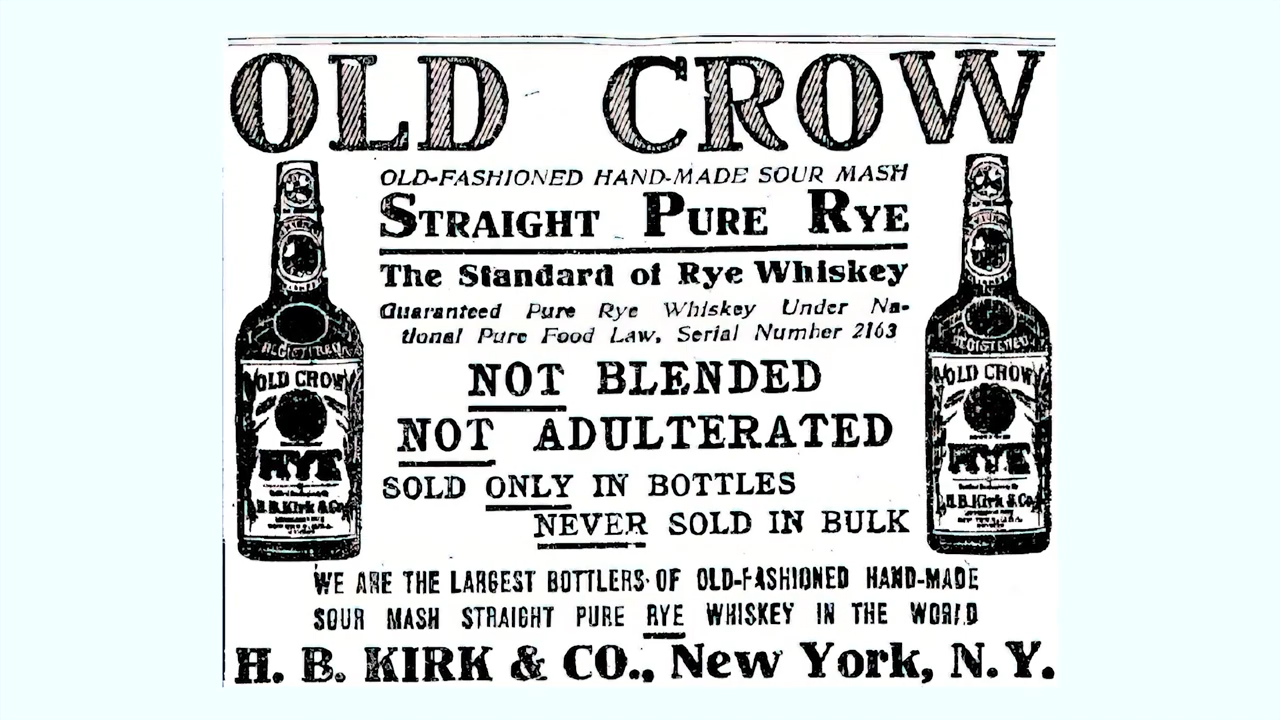 OLD CROW
OLD-FASHIONED HAND-MADE SOUR MASH
STRAIGHT PURE RYE
The Standard of Rye Whiskey
Guaranteed Pure Rye Whiskey Under Na-
tional Pure Food Law, Serial Number 2163
NOT BLENDED
NOT ADULTERATED
SOLD ONLY IN BOTTLES
NEVER SOLD IN BULK
REGISTERED
OLD CROW
RYE
H. B. Kirk & Co.
REGISTERED
OLD CROW
RYE
H. B. Kirk & Co.
WE ARE THE LARGEST BOTTLERS OF OLD-FASHIONED HAND-MADE
SOUR MASH STRAIGHT PURE RYE WHISKEY IN THE WORLD
H. B. KIRK & CO., New York, N. Y.